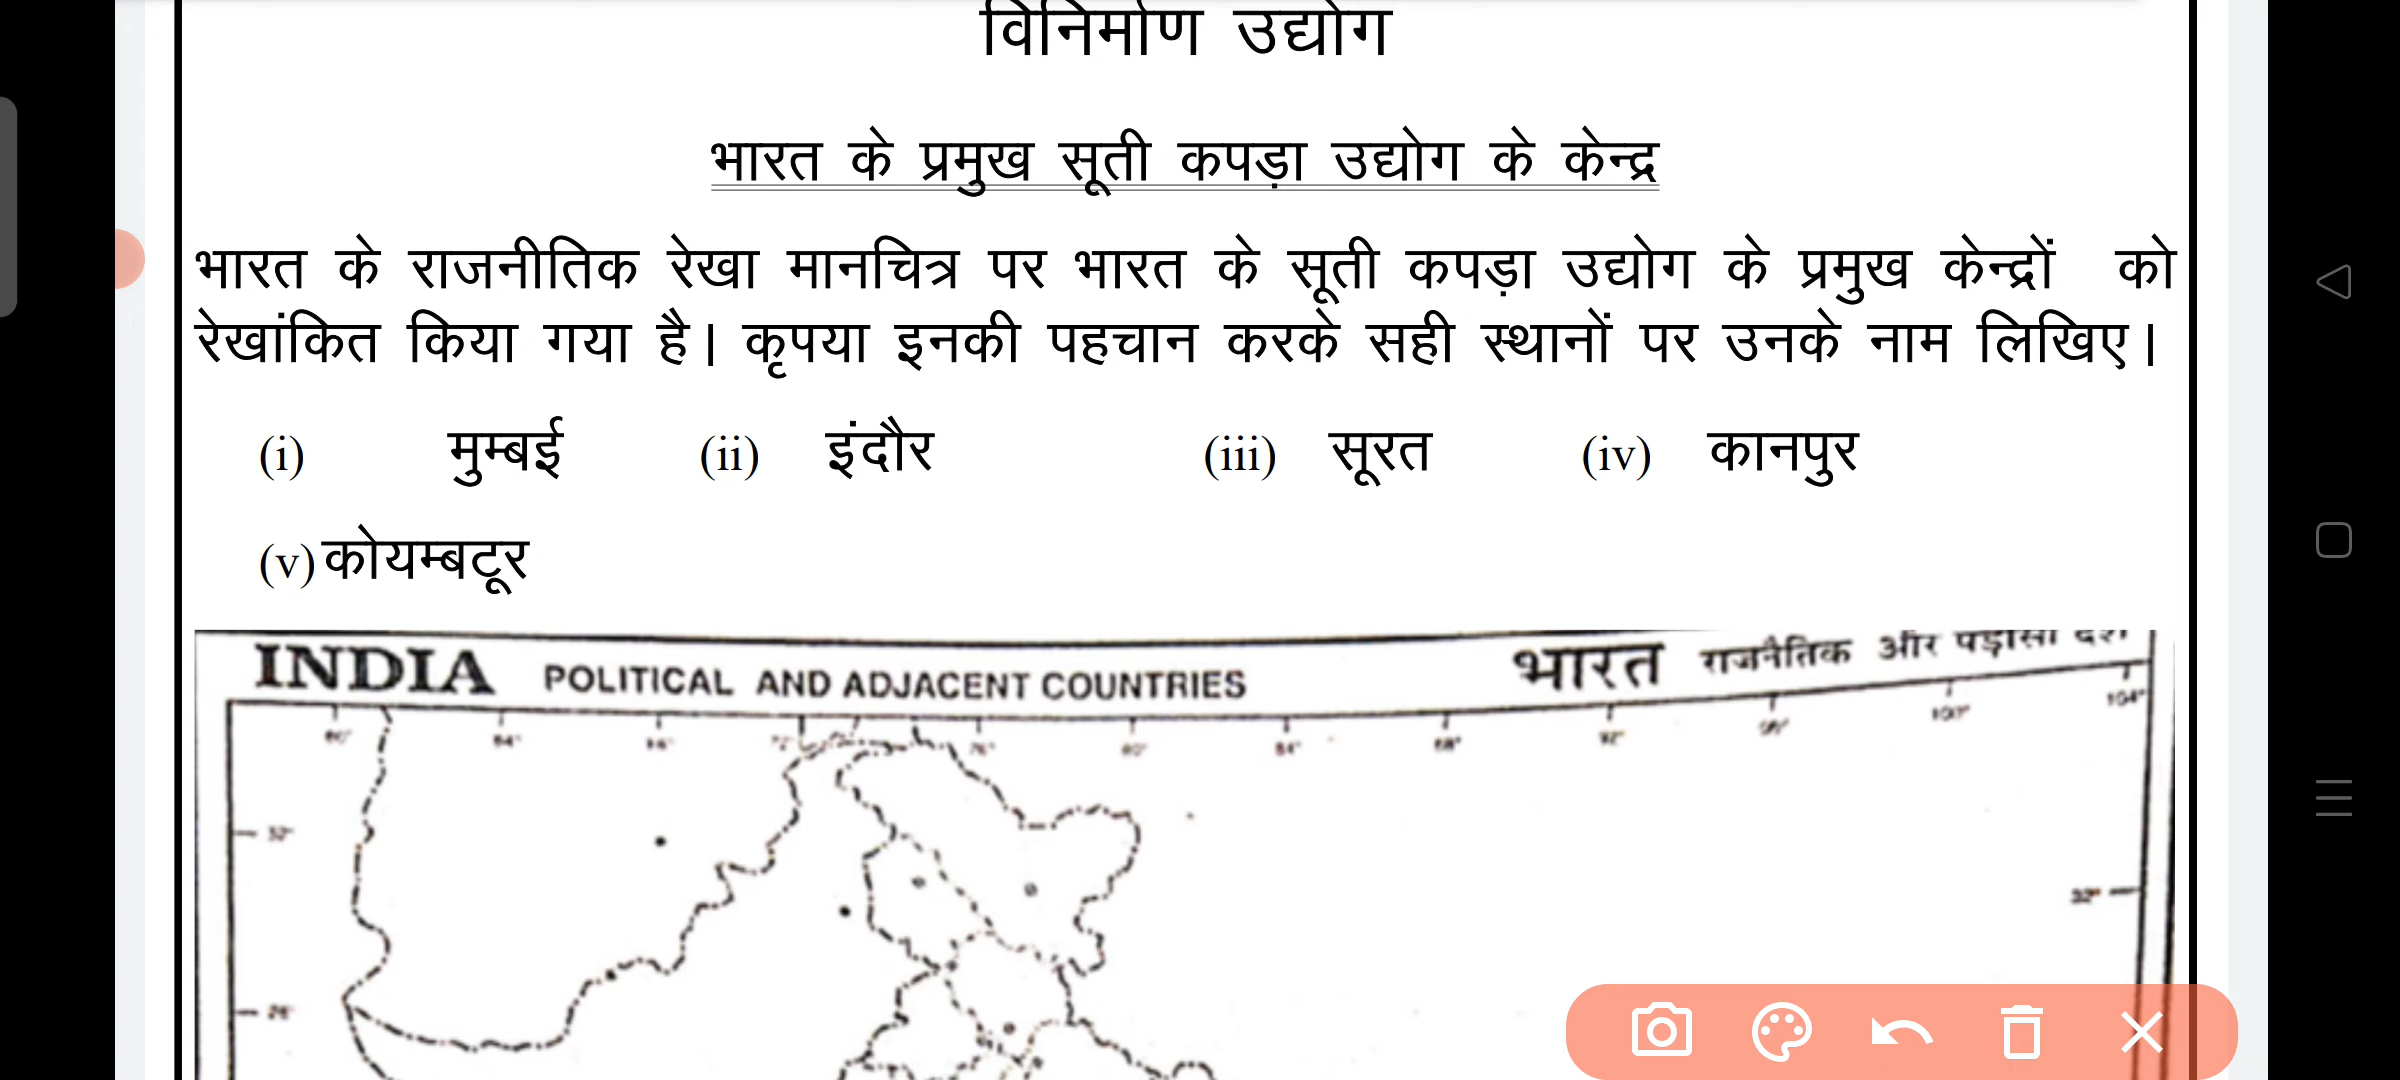 विनिर्माण उद्योग
भारत के प्रमुख सूती कपड़ा उद्योग के केन्द्र
भारत के राजनीतिक रेखा मानचित्र पर भारत के सूती कपड़ा उद्योग के प्रमुख केन्द्रों को
रेखांकित किया गया है। कृपया इनकी पहचान करके सही स्थानों पर उनके नाम लिखिए।
(i) मुम्बई (ii) इंदौर (iii) सूरत (iv) कानपुर
(v) कोयम्बटूर
INDIA POLITICAL AND ADJACENT COUNTRIES भारत राजनैतिक और पड़ोसी देश